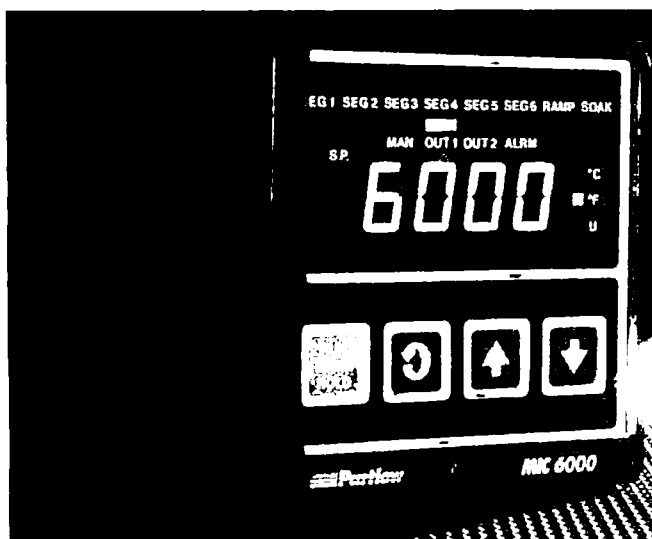 EG1 SEG2 SEG3 SEG4 SEG5 SEG6 RAMP SOAK
MAN OUT1 OUT2 ALRM
S.P.
6000
°C
°F
U
Partlow
MIC 6000